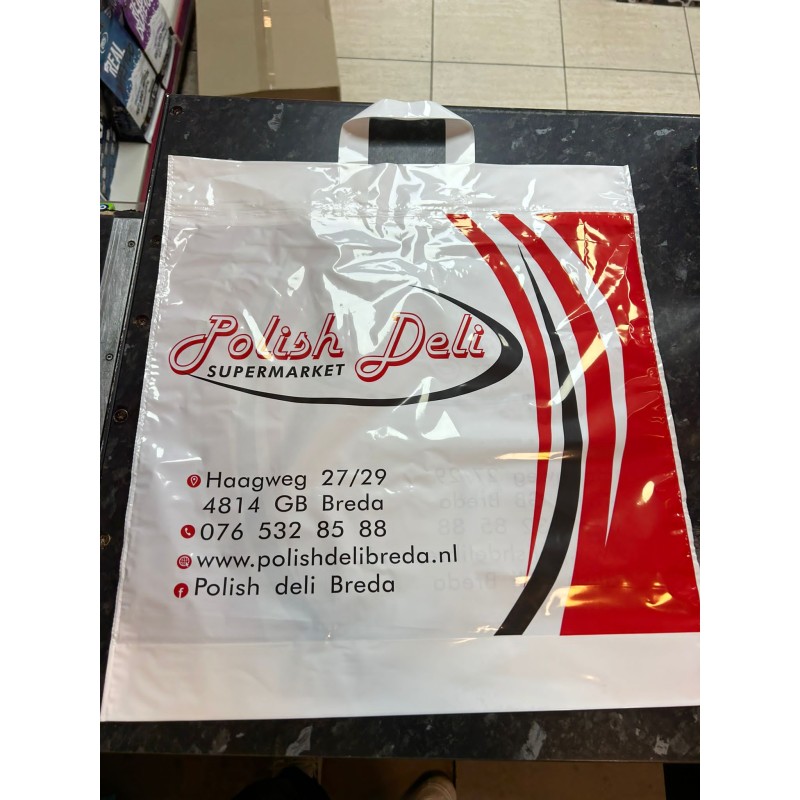 REAL
Polish Deli
SUPERMARKET
Haagweg 27/29
4814 GB Breda
076 532 85 88
www.polishdelibreda.nl
Polish deli Breda